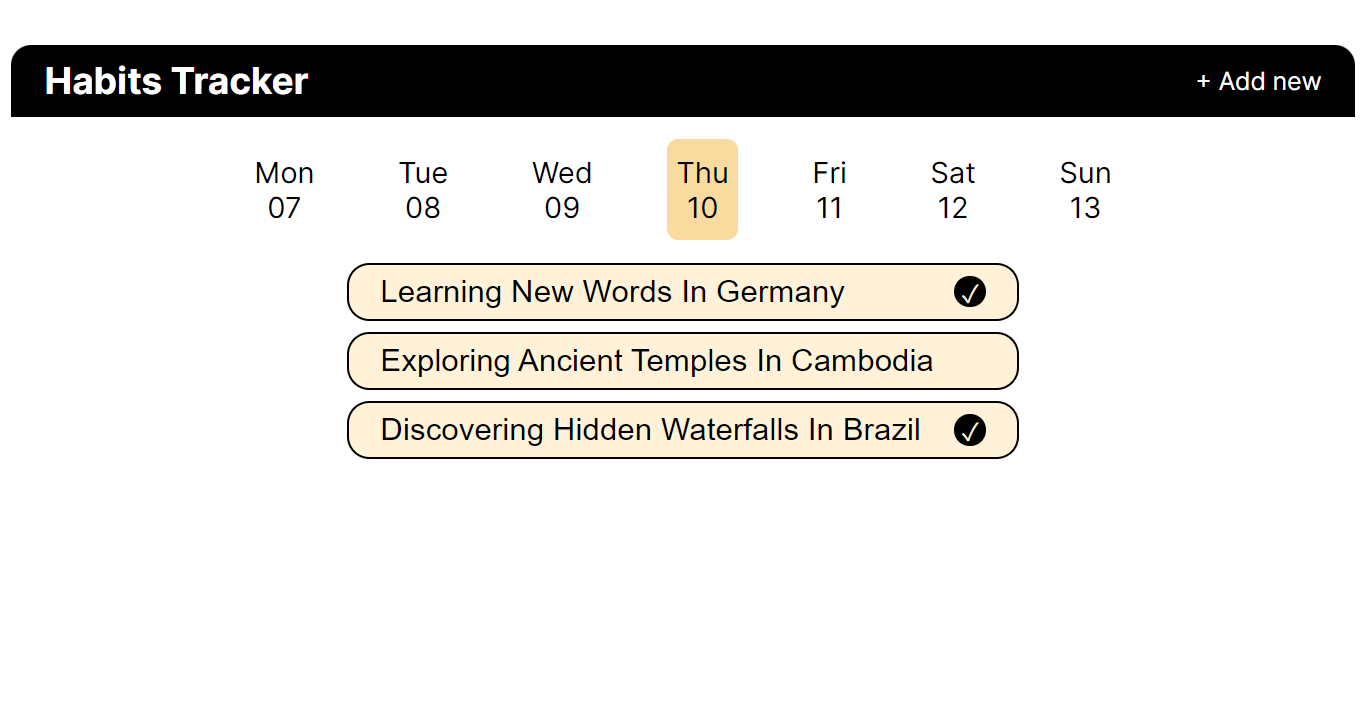 Habits Tracker + Add new
Mon Tue Wed Thu Fri Sat Sun
07 08 09 10 11 12 13
Learning New Words In Germany ✓
Exploring Ancient Temples In Cambodia
Discovering Hidden Waterfalls In Brazil ✓